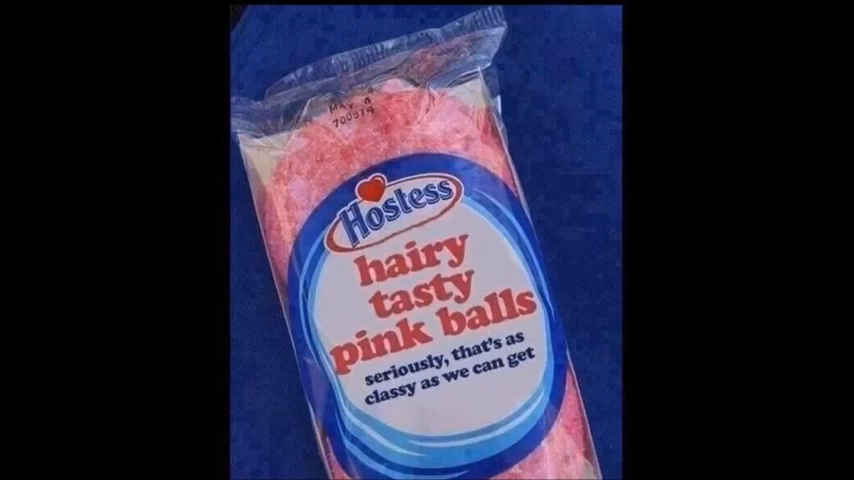 MAY 4
700574
Hostess
hairy
tasty
pink balls
seriously, that's as
classy as we can get